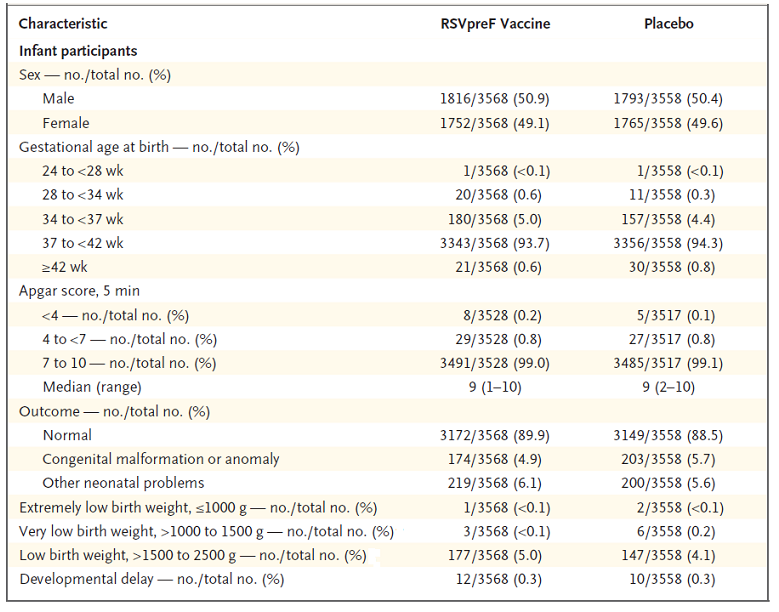 Characteristic RSVpreF Vaccine Placebo
Infant participants
Sex — no./total no. (%)
Male 1816/3568 (50.9) 1793/3558 (50.4)
Female 1752/3568 (49.1) 1765/3558 (49.6)
Gestational age at birth — no./total no. (%)
24 to <28 wk 1/3568 (<0.1) 1/3558 (<0.1)
28 to <34 wk 20/3568 (0.6) 11/3558 (0.3)
34 to <37 wk 180/3568 (5.0) 157/3558 (4.4)
37 to <42 wk 3343/3568 (93.7) 3356/3558 (94.3)
≥42 wk 21/3568 (0.6) 30/3558 (0.8)
Apgar score, 5 min
<4 — no./total no. (%) 8/3528 (0.2) 5/3517 (0.1)
4 to <7 — no./total no. (%) 29/3528 (0.8) 27/3517 (0.8)
7 to 10 — no./total no. (%) 3491/3528 (99.0) 3485/3517 (99.1)
Median (range) 9 (1–10) 9 (2–10)
Outcome — no./total no. (%)
Normal 3172/3568 (89.9) 3149/3558 (88.5)
Congenital malformation or anomaly 174/3568 (4.9) 203/3558 (5.7)
Other neonatal problems 219/3568 (6.1) 200/3558 (5.6)
Extremely low birth weight, ≤1000 g — no./total no. (%) 1/3568 (<0.1) 2/3558 (<0.1)
Very low birth weight, >1000 to 1500 g — no./total no. (%) 3/3568 (<0.1) 6/3558 (0.2)
Low birth weight, >1500 to 2500 g — no./total no. (%) 177/3568 (5.0) 147/3558 (4.1)
Developmental delay — no./total no. (%) 12/3568 (0.3) 10/3558 (0.3)